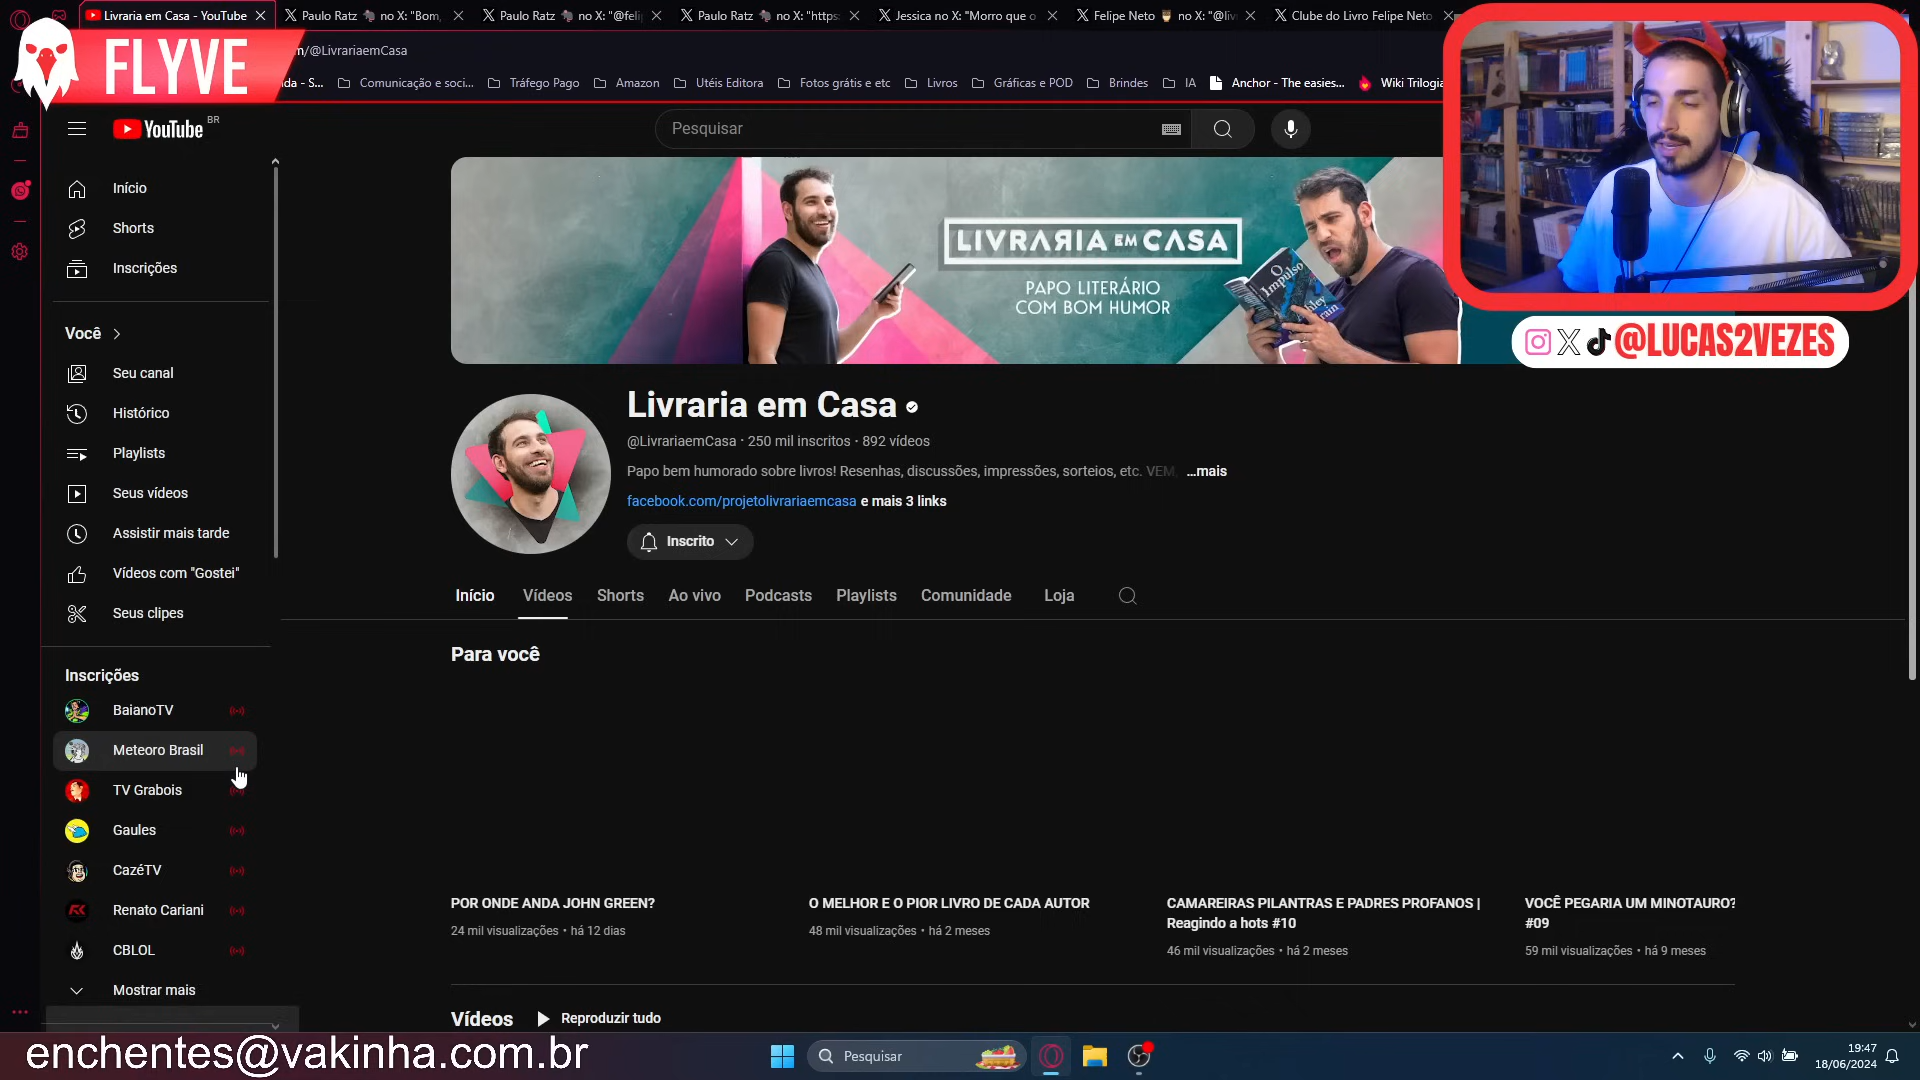 Livraria em Casa - YouTube
Paulo Ratz no X: "Bom,
Paulo Ratz no X: "@feli
Paulo Ratz no X: "https:
Jessica no X: "Morro que o
Felipe Neto no X: "@liv
Clube do Livro Felipe Neto
FLYVE
/@LivrariaemCasa
Comunicação e soci...
Tráfego Pago
Amazon
Utéis Editora
Fotos grátis e etc
Livros
Gráficas e POD
Brindes
IA
Anchor - The easies...
Wiki Trilogia
YouTube BR
Pesquisar
Início
Shorts
Inscrições
Você
Seu canal
Histórico
Playlists
Seus vídeos
Assistir mais tarde
Vídeos com "Gostei"
Seus clipes
Inscrições
BaianoTV
Meteoro Brasil
TV Grabois
Gaules
CazéTV
Renato Cariani
CBLOL
Mostrar mais
LIVRARIA EM CASA
PAPO LITERÁRIO
COM BOM HUMOR
O Impulso
@LUCAS2VEZES
Livraria em Casa
@LivrariaemCasa · 250 mil inscritos · 892 vídeos
Papo bem humorado sobre livros! Resenhas, discussões, impressões, sorteios, etc. VEM, ...mais
facebook.com/projetolivrariaemcasa e mais 3 links
Inscrito
Início Vídeos Shorts Ao vivo Podcasts Playlists Comunidade Loja
Para você
POR ONDE ANDA JOHN GREEN?
24 mil visualizações • há 12 dias
O MELHOR E O PIOR LIVRO DE CADA AUTOR
48 mil visualizações • há 2 meses
CAMAREIRAS PILANTRAS E PADRES PROFANOS |
Reagindo a hots #10
46 mil visualizações • há 2 meses
VOCÊ PEGARIA UM MINOTAURO?
#09
59 mil visualizações • há 9 meses
Vídeos
Reproduzir tudo
enchentes@vakinha.com.br
Pesquisar
19:47
18/06/2024